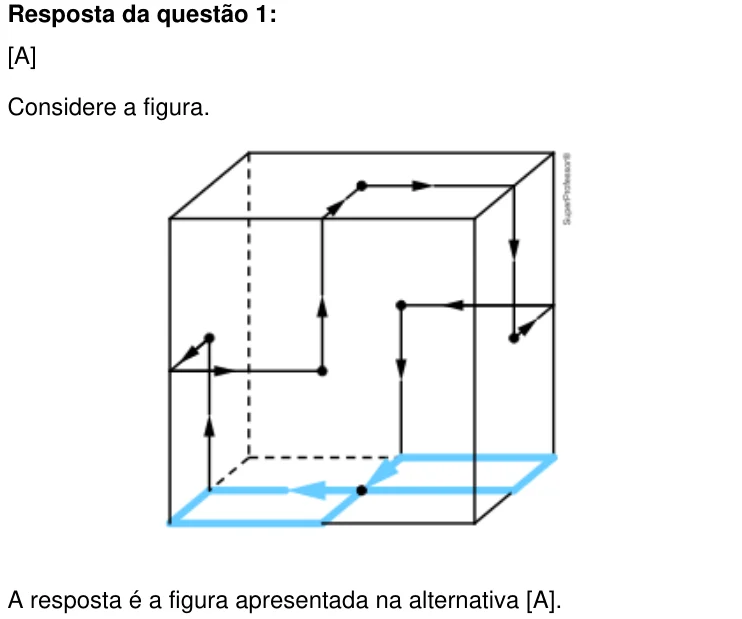 Resposta da questão 1:
[A]
Considere a figura.
SuperProfessor®
A resposta é a figura apresentada na alternativa [A].